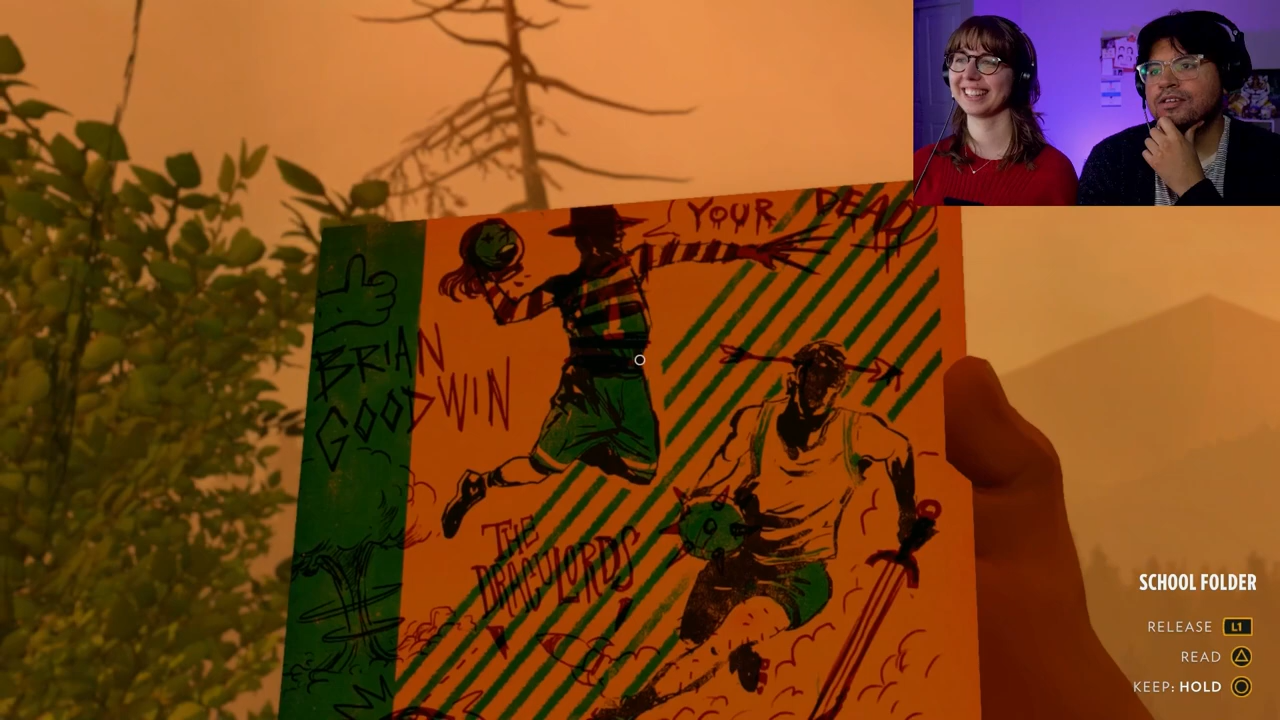 YOUR DEAD
BRIAN
GOODWIN
THE
DRACULORDS
SCHOOL FOLDER
RELEASE L1
READ
KEEP: HOLD